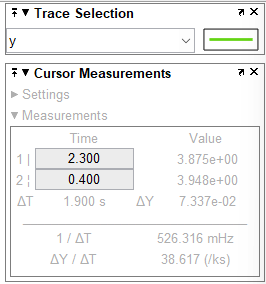 Trace Selection
y
Cursor Measurements
Settings
Measurements
Time Value
1 | 2.300 3.875e+00
2 ¦ 0.400 3.948e+00
ΔT 1.900 s ΔY 7.337e-02
1 / ΔT 526.316 mHz
ΔY / ΔT 38.617 (/ks)